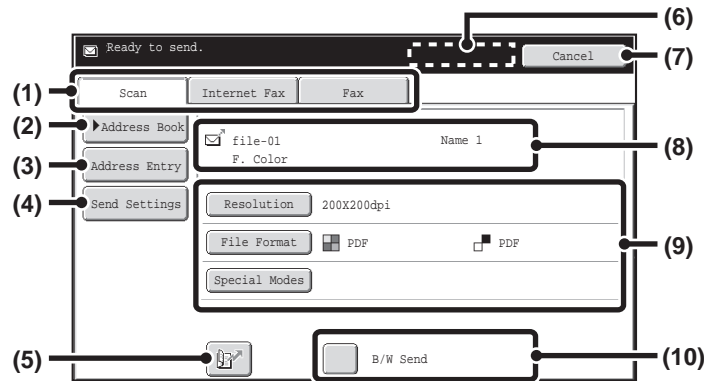 (6)
Ready to send.
Cancel
(7)
(1)
Scan
Internet Fax
Fax
(2)
Address Book
file-01
Name 1
F. Color
(8)
(3)
Address Entry
(4)
Send Settings
Resolution
200X200dpi
File Format
PDF
PDF
(9)
Special Modes
(5)
B/W Send
(10)